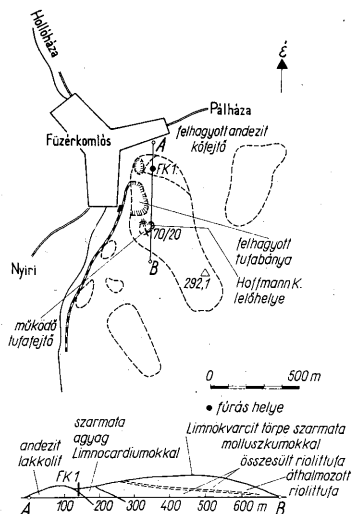 Hollóháza
é
Pálháza
Füzérkomlós
A
felhagyott andezit
kőfejtő
FK1.
felhagyott
tufabánya
70/20
Nyiri
B
Hoffmann K.
lelőhelye
292,1
működő
tufafejtő
0 500 m
fúrás helye
Limnokvarcit törpe szarmata
molluszkumokkal
szarmata
agyag
Limnocardiumokkal
összesült riolittufa
andezit
lakkolit
FK1
áthalmozott
riolittufa
A 100 200 300 400 500 600 m B